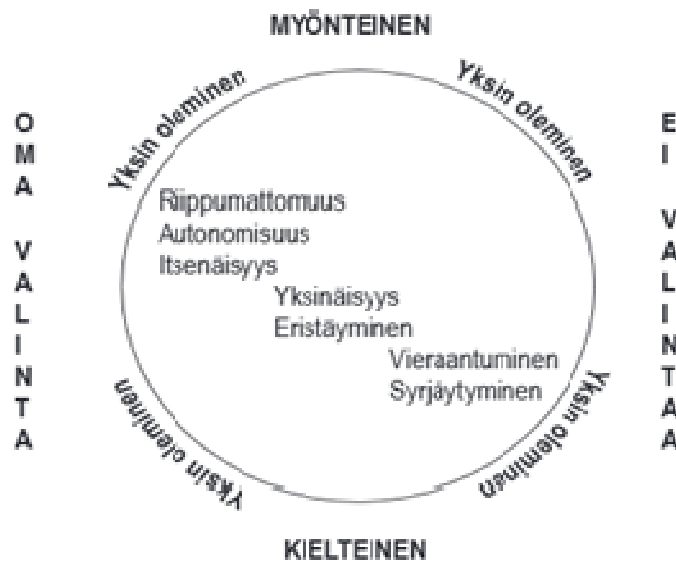 MYÖNTEINEN
Yksin oleminen
Yksin oleminen
OMA VALINTA
EI VALINTAA
Riippumattomuus
Autonomisuus
Itsenäisyys
Yksinäisyys
Eristäyminen
Vieraantuminen
Syrjäytyminen
Yksin oleminen
Yksin oleminen
KIELTEINEN